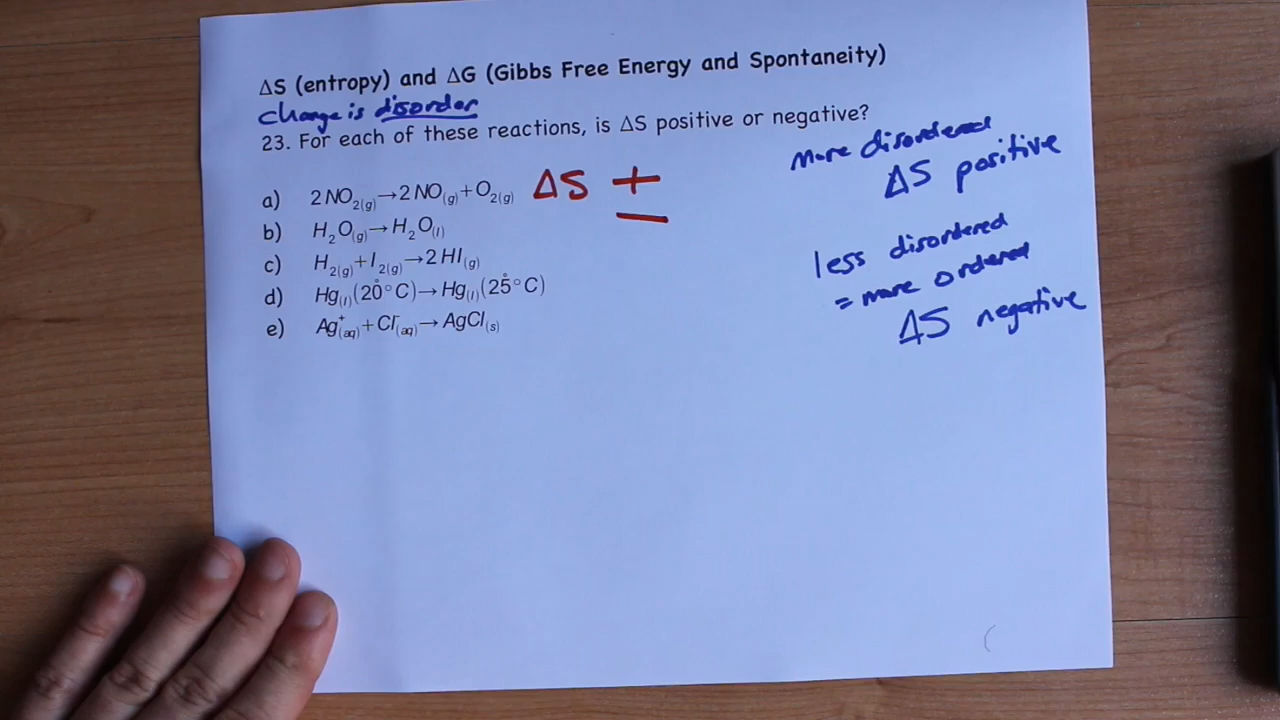 ΔS (entropy) and ΔG (Gibbs Free Energy and Spontaneity)
change is disorder
23. For each of these reactions, is ΔS positive or negative?
a) 2NO₂(g)→2NO(g)+O₂(g) ΔS +
−
b) H₂O(g)→H₂O(l)
c) H₂(g)+I₂(g)→2HI(g)
d) Hg(l)(20°C)→Hg(l)(25°C)
e) Ag⁺(aq)+Cl⁻(aq)→AgCl(s)
more disordered
ΔS positive
less disordered
= more ordered
ΔS negative